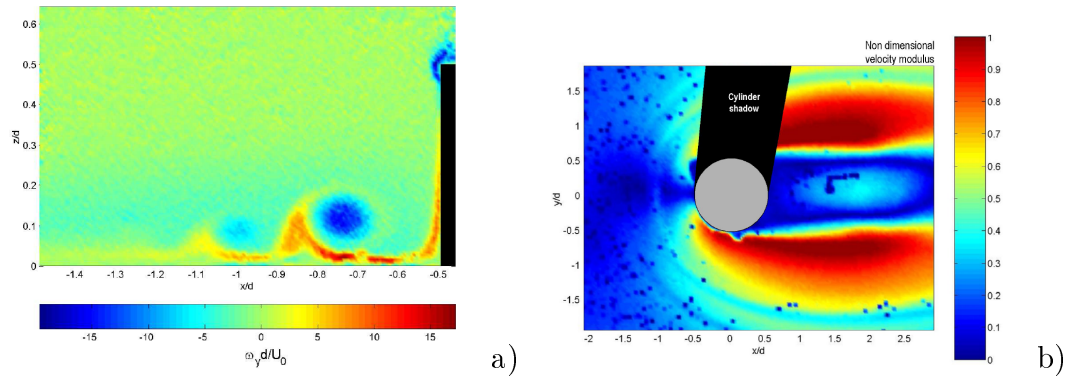 0.6
0.5
0.4
0.3
0.2
0.1
0
z/d
-1.4 -1.3 -1.2 -1.1 -1 -0.9 -0.8 -0.7 -0.6 -0.5
x/d
-15 -10 -5 0 5 10 15
ω_y d/U_0
a)
Non dimensional
velocity modulus
Cylinder
shadow
1.5
1
0.5
0
-0.5
-1
-1.5
y/d
-2 -1.5 -1 -0.5 0 0.5 1 1.5 2 2.5
x/d
1
0.9
0.8
0.7
0.6
0.5
0.4
0.3
0.2
0.1
0
b)